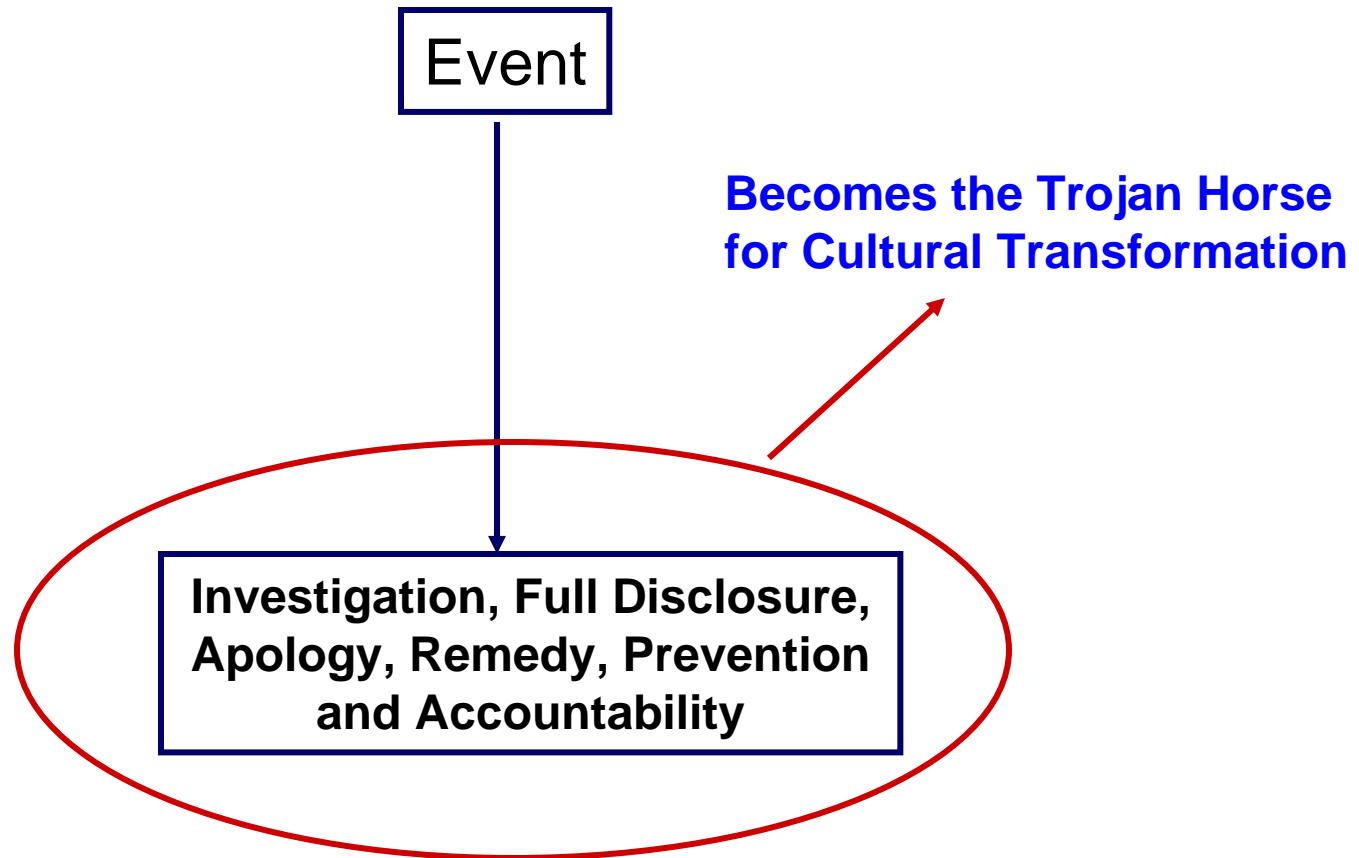 Event
Becomes the Trojan Horse
for Cultural Transformation
Investigation, Full Disclosure,
Apology, Remedy, Prevention
and Accountability